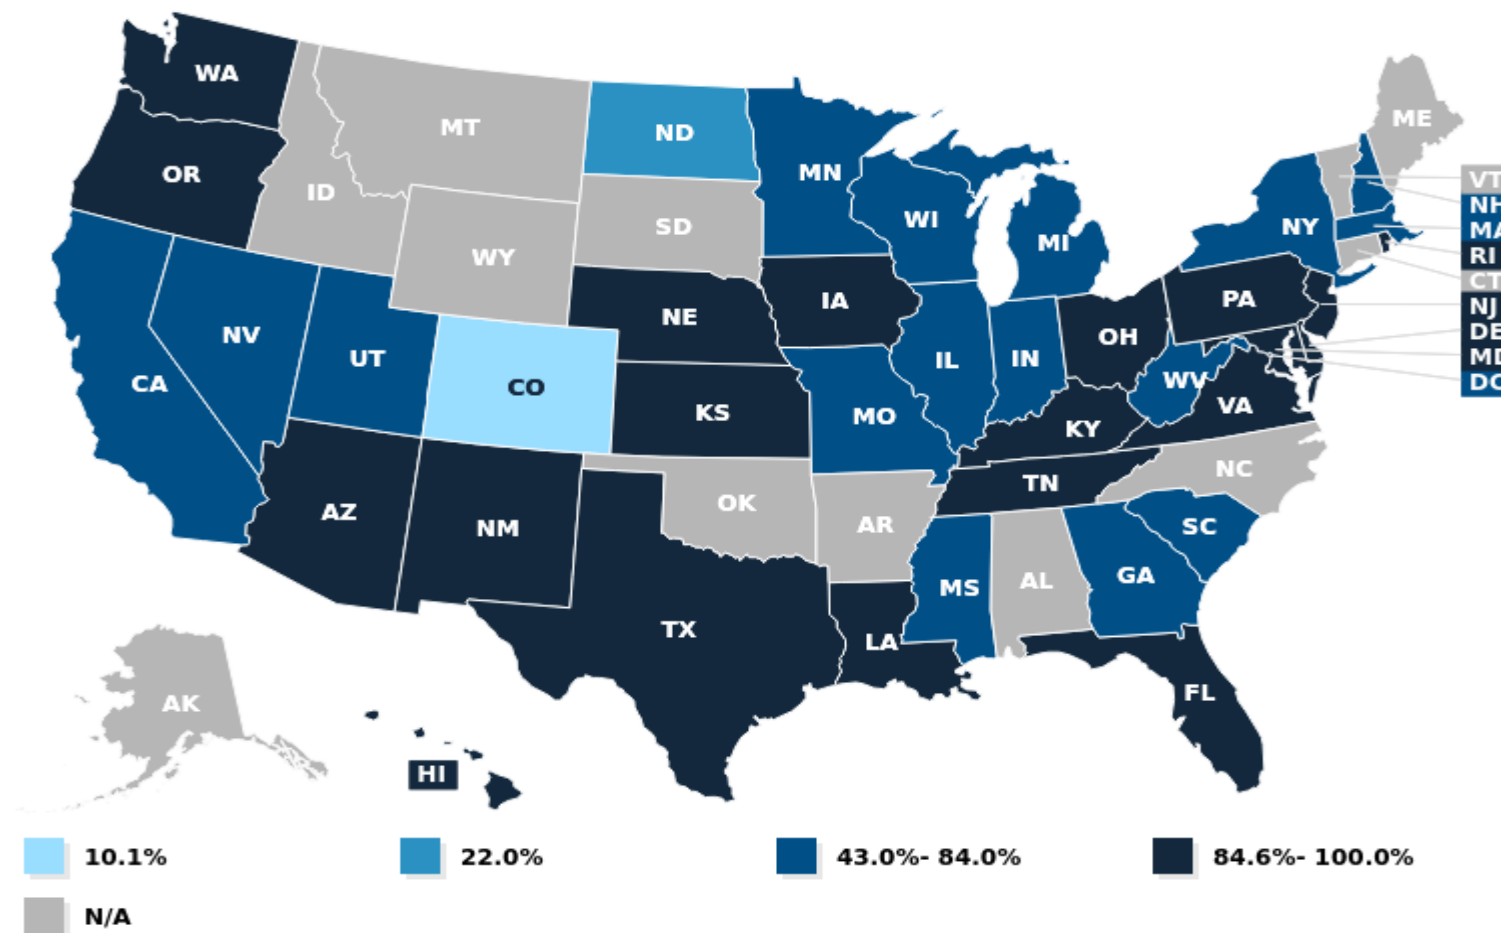 WA
MT
ND
ME
OR
ID
MN
VT
SD
WI
NH
NY
MA
WY
MI
RI
CT
NE
IA
PA
NJ
NV
OH
DE
UT
CO
IL
IN
MD
CA
WV
DC
KS
MO
VA
KY
NC
TN
OK
AZ
NM
AR
SC
MS
AL
GA
TX
LA
AK
FL
HI
10.1%
22.0%
43.0%- 84.0%
84.6%- 100.0%
N/A